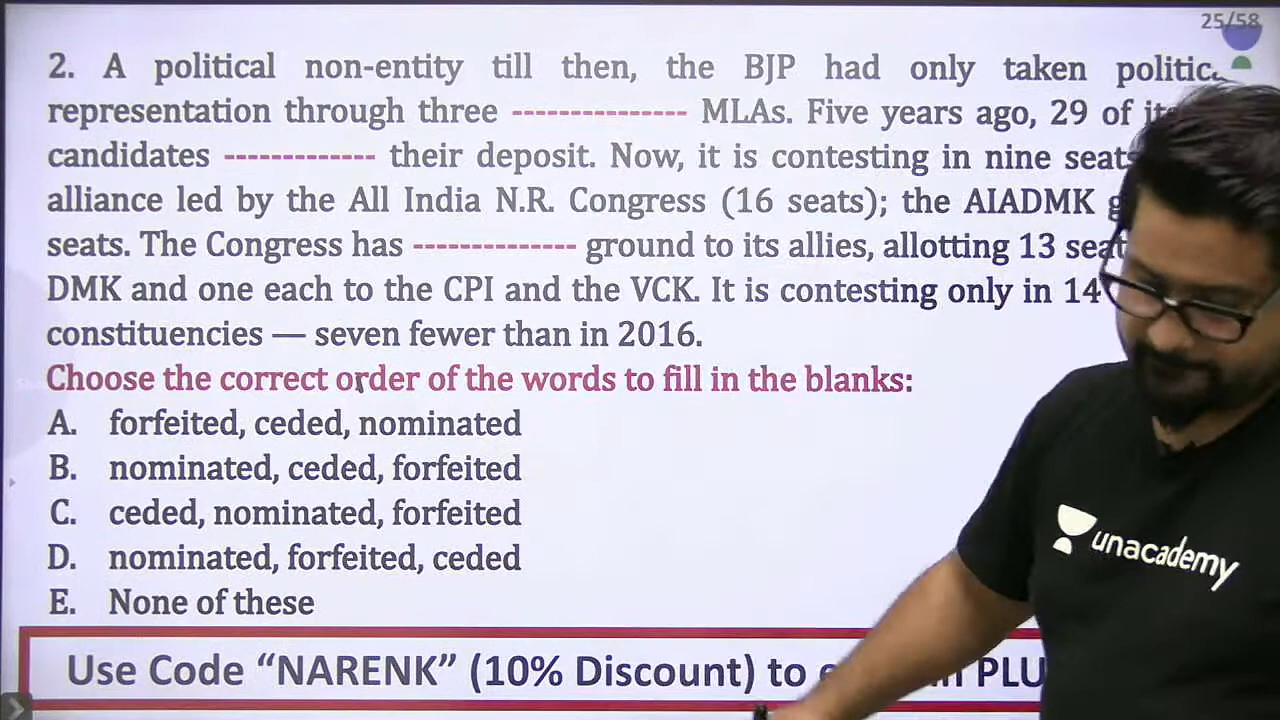 25/58
2. A political non-entity till then, the BJP had only taken
representation through three --------------- MLAs. Five years ago, 29 of
candidates ------------- their deposit. Now, it is contesting in nine
alliance led by the All India N.R. Congress (16 seats); the AIADMK
seats. The Congress has -------------- ground to its allies, allotting 13
DMK and one each to the CPI and the VCK. It is contesting only in 14
constituencies — seven fewer than in 2016.
Choose the correct order of the words to fill in the blanks:
A. forfeited, ceded, nominated
B. nominated, ceded, forfeited
C. ceded, nominated, forfeited
D. nominated, forfeited, ceded
E. None of these
unacademy
Use Code “NARENK” (10% Discount) to